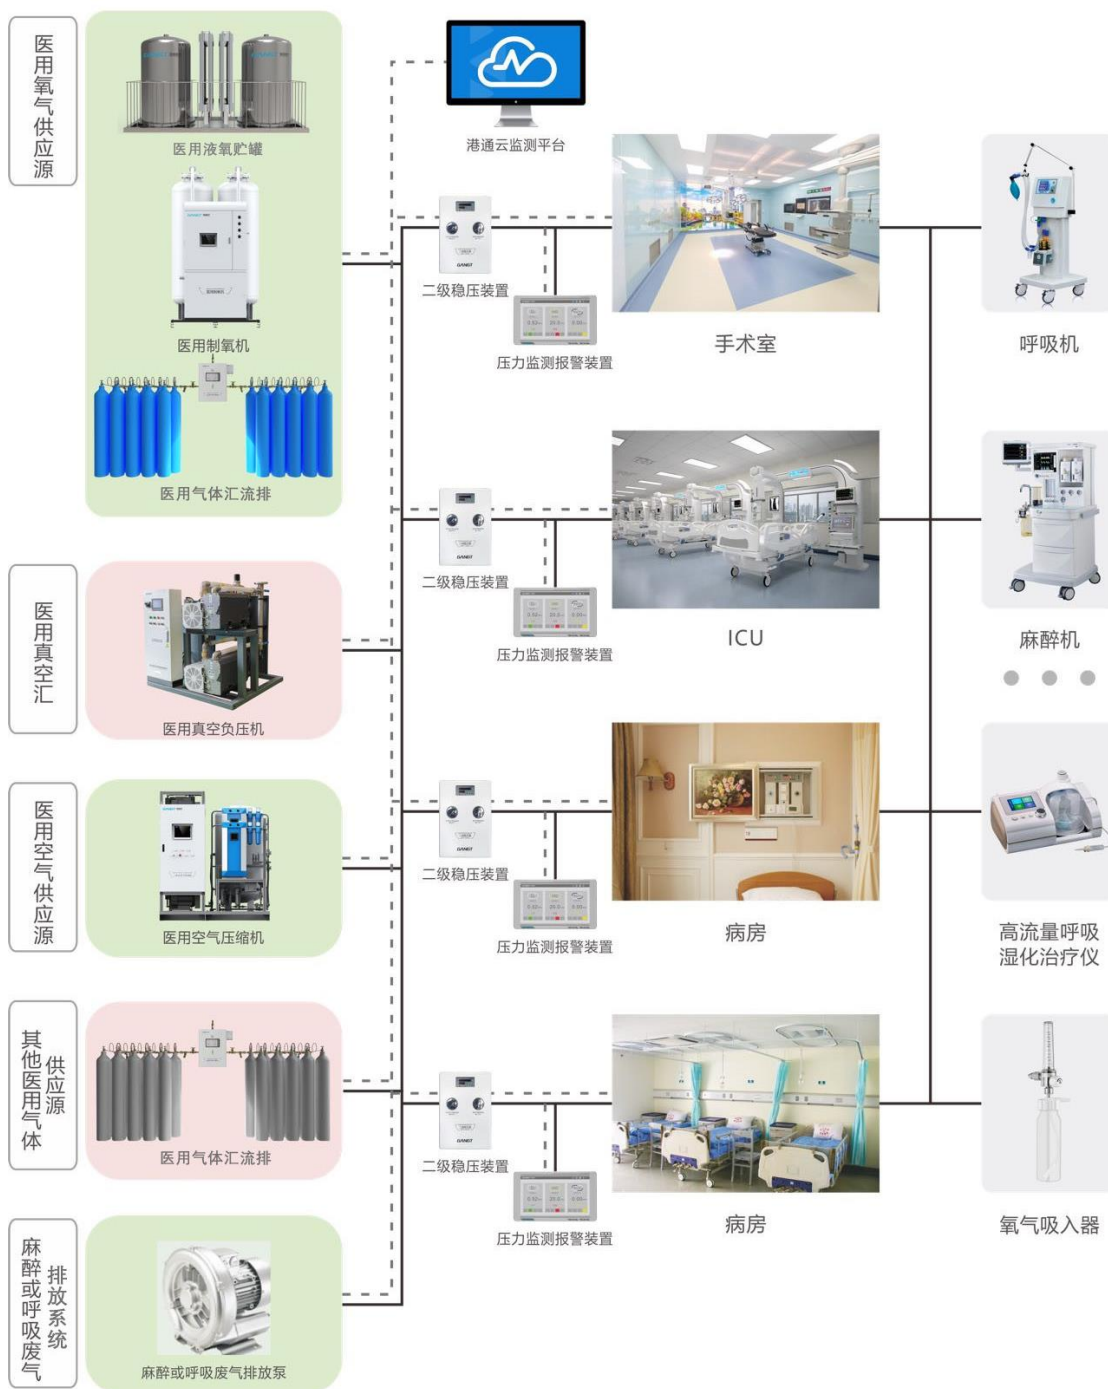 医用氧气供应源
医用液氧贮罐
医用制氧机
医用气体汇流排
医用真空汇
医用真空负压机
医用空气供应源
医用空气压缩机
其他医用气体
供应源
医用气体汇流排
麻醉或呼吸废气
排放系统
麻醉或呼吸废气排放泵
港通云监测平台
二级稳压装置
GANGT
压力监测报警装置
手术室
呼吸机
二级稳压装置
GANGT
压力监测报警装置
ICU
麻醉机
二级稳压装置
GANGT
压力监测报警装置
病房
高流量呼吸
湿化治疗仪
二级稳压装置
GANGT
压力监测报警装置
病房
氧气吸入器